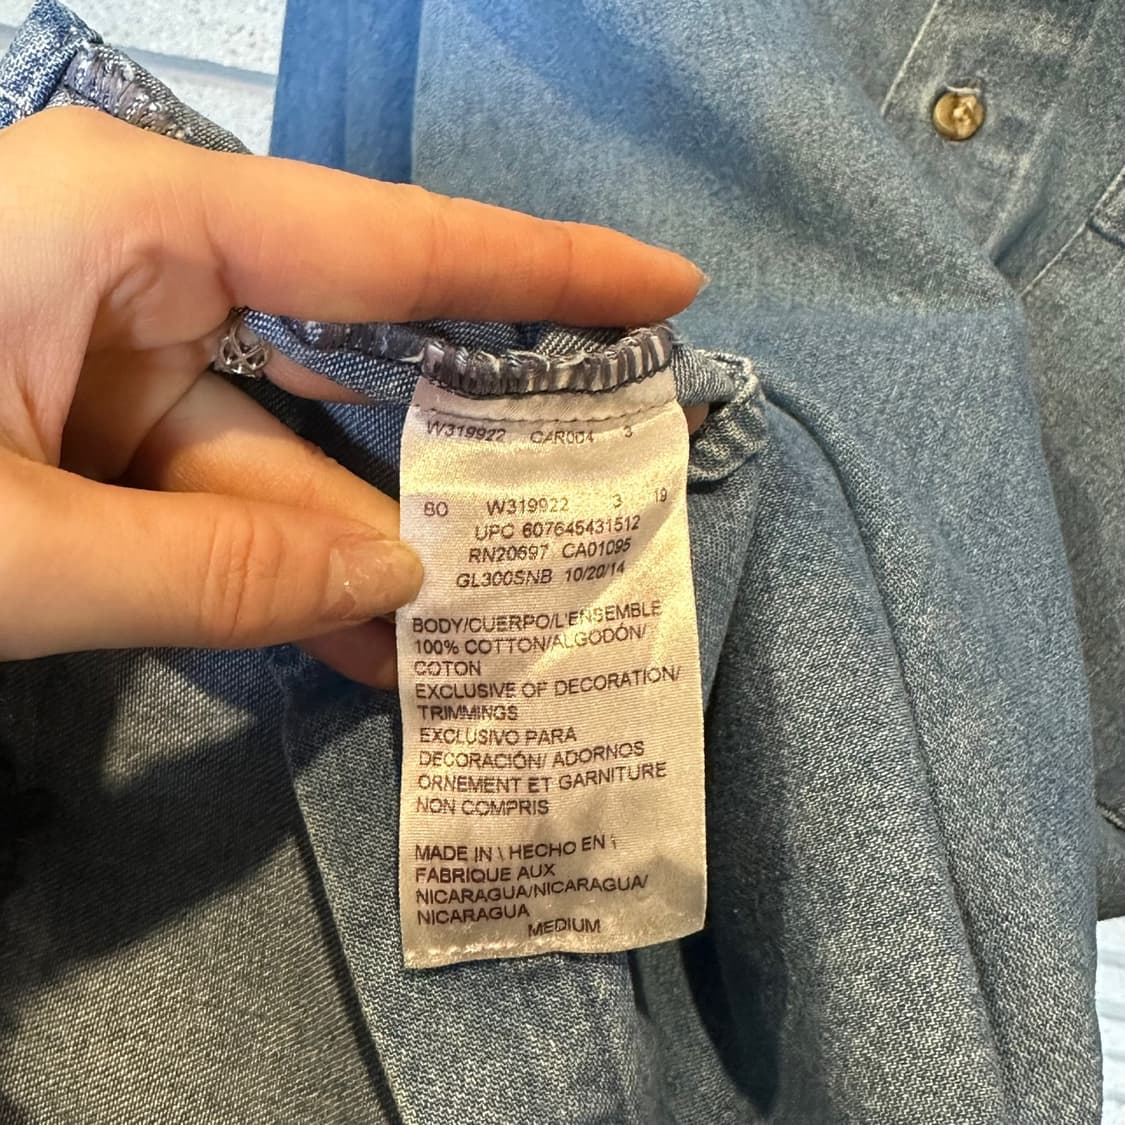 W319922 CAR004 3
60 W319922 3 19
UPC 607645431512
RN20697 CA01095
GL300SNB 10/20/14
BODY/CUERPO/L'ENSEMBLE
100% COTTON/ALGODÓN/
COTON
EXCLUSIVE OF DECORATION/
TRIMMINGS
EXCLUSIVO PARA
DECORACIÓN/ ADORNOS
ORNEMENT ET GARNITURE
NON COMPRIS
MADE IN \ HECHO EN \
FABRIQUE AUX
NICARAGUA/NICARAGUA/
NICARAGUA
MEDIUM